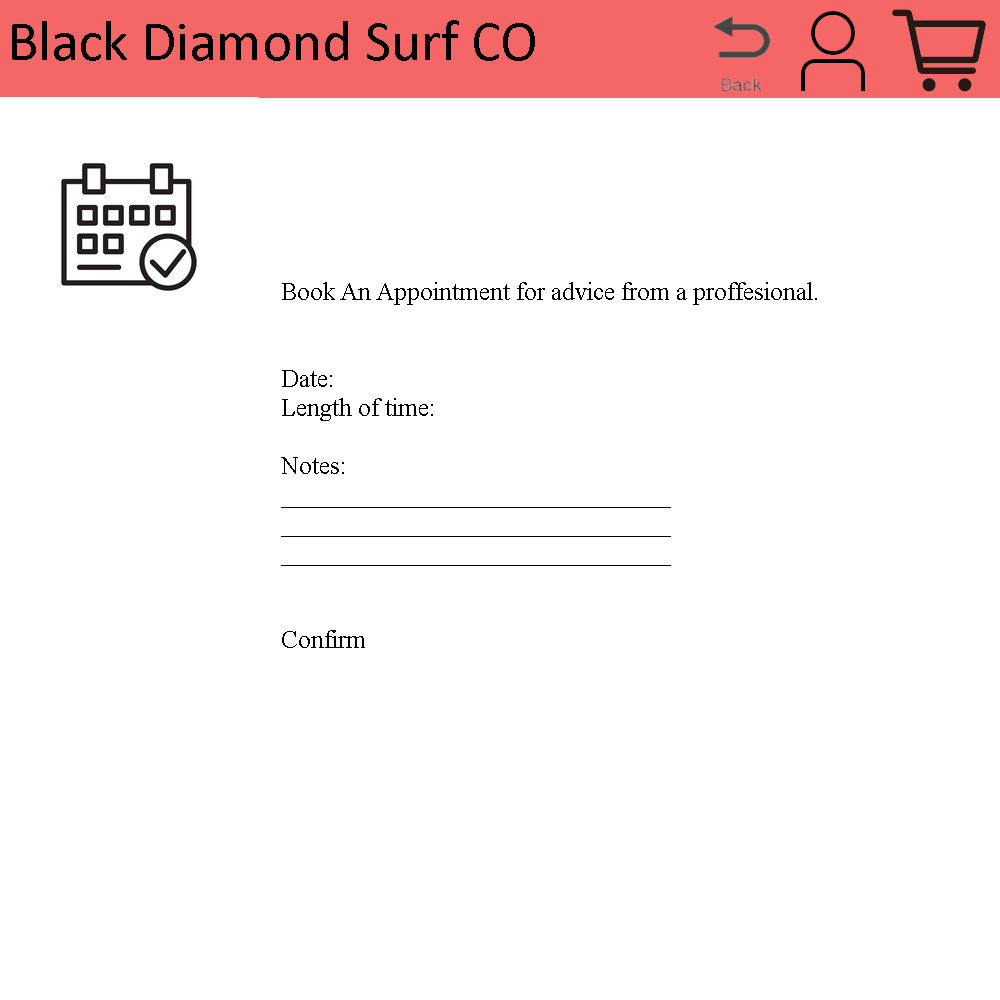 Black Diamond Surf CO
Back
Book An Appointment for advice from a proffesional.
Date:
Length of time:
Notes:
Confirm